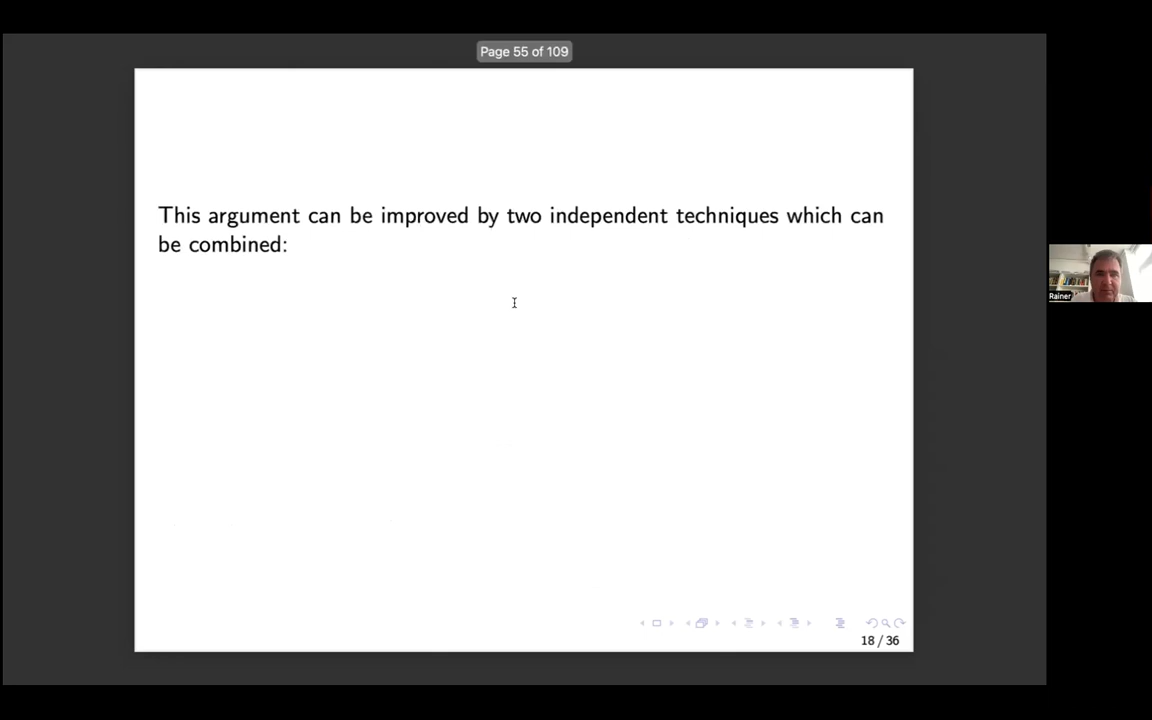 Page 55 of 109
This argument can be improved by two independent techniques which can
be combined:
Rainer
18 / 36